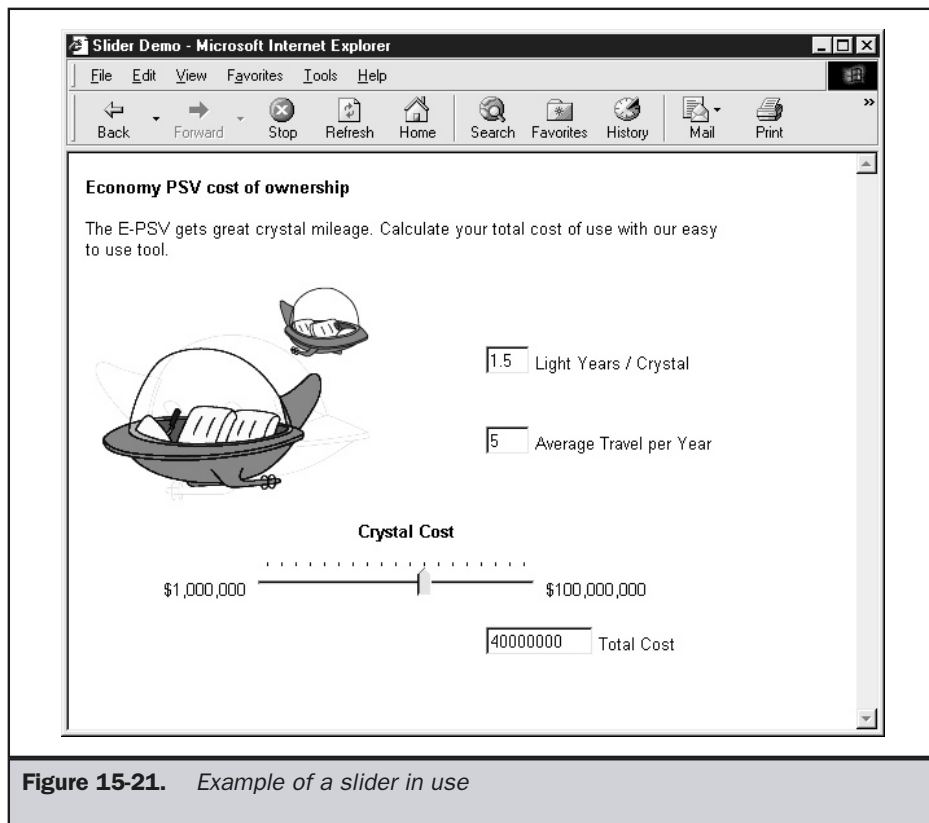 Slider Demo - Microsoft Internet Explorer
File Edit View Favorites Tools Help
Back Forward Stop Refresh Home Search Favorites History Mail Print »
Economy PSV cost of ownership
The E-PSV gets great crystal mileage. Calculate your total cost of use with our easy
to use tool.
1.5 Light Years / Crystal
5 Average Travel per Year
Crystal Cost
$1,000,000 $100,000,000
40000000 Total Cost
Figure 15-21. Example of a slider in use